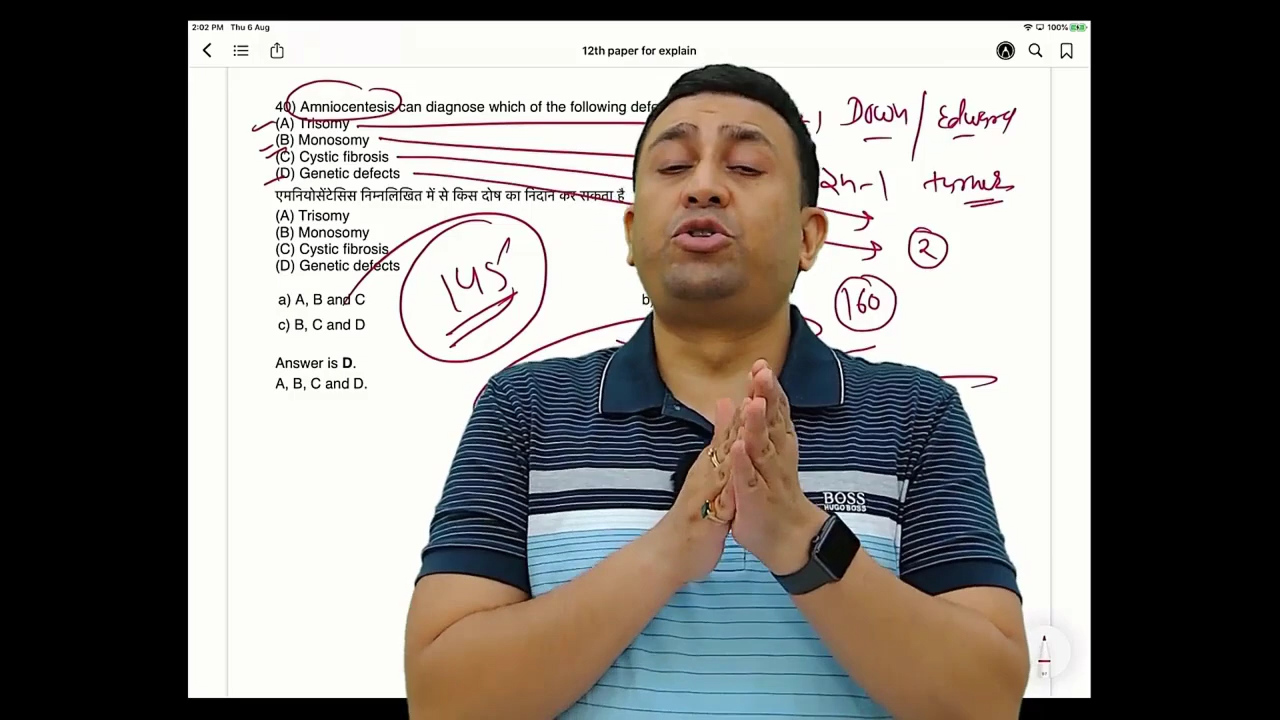 2:02 PM Thu 6 Aug
100%
12th paper for explain
40) Amniocentesis can diagnose which of the following
(A) Trisomy
(B) Monosomy
(C) Cystic fibrosis
(D) Genetic defects
Down / Edward
2n-1 turner
एमनियोसेंटेसिस निम्नलिखित में से किस दोष का निदान कर सकता है
(A) Trisomy
(B) Monosomy
(C) Cystic fibrosis
(D) Genetic defects
2
145
160
a) A, B and C
c) B, C and D
Answer is D.
A, B, C and D.
BOSS
HUGO BOSS